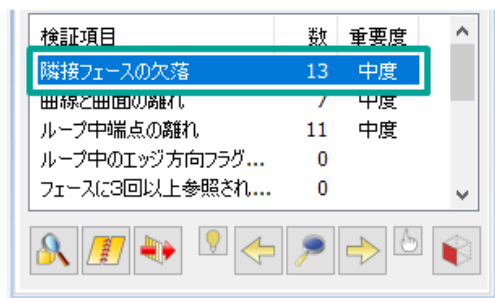 検証項目 数 重要度
隣接フェースの欠落 13 中度
曲線と曲面の離れ 7 中度
ループ中端点の離れ 11 中度
ループ中のエッジ方向フラグ... 0
フェースに3回以上参照され... 0